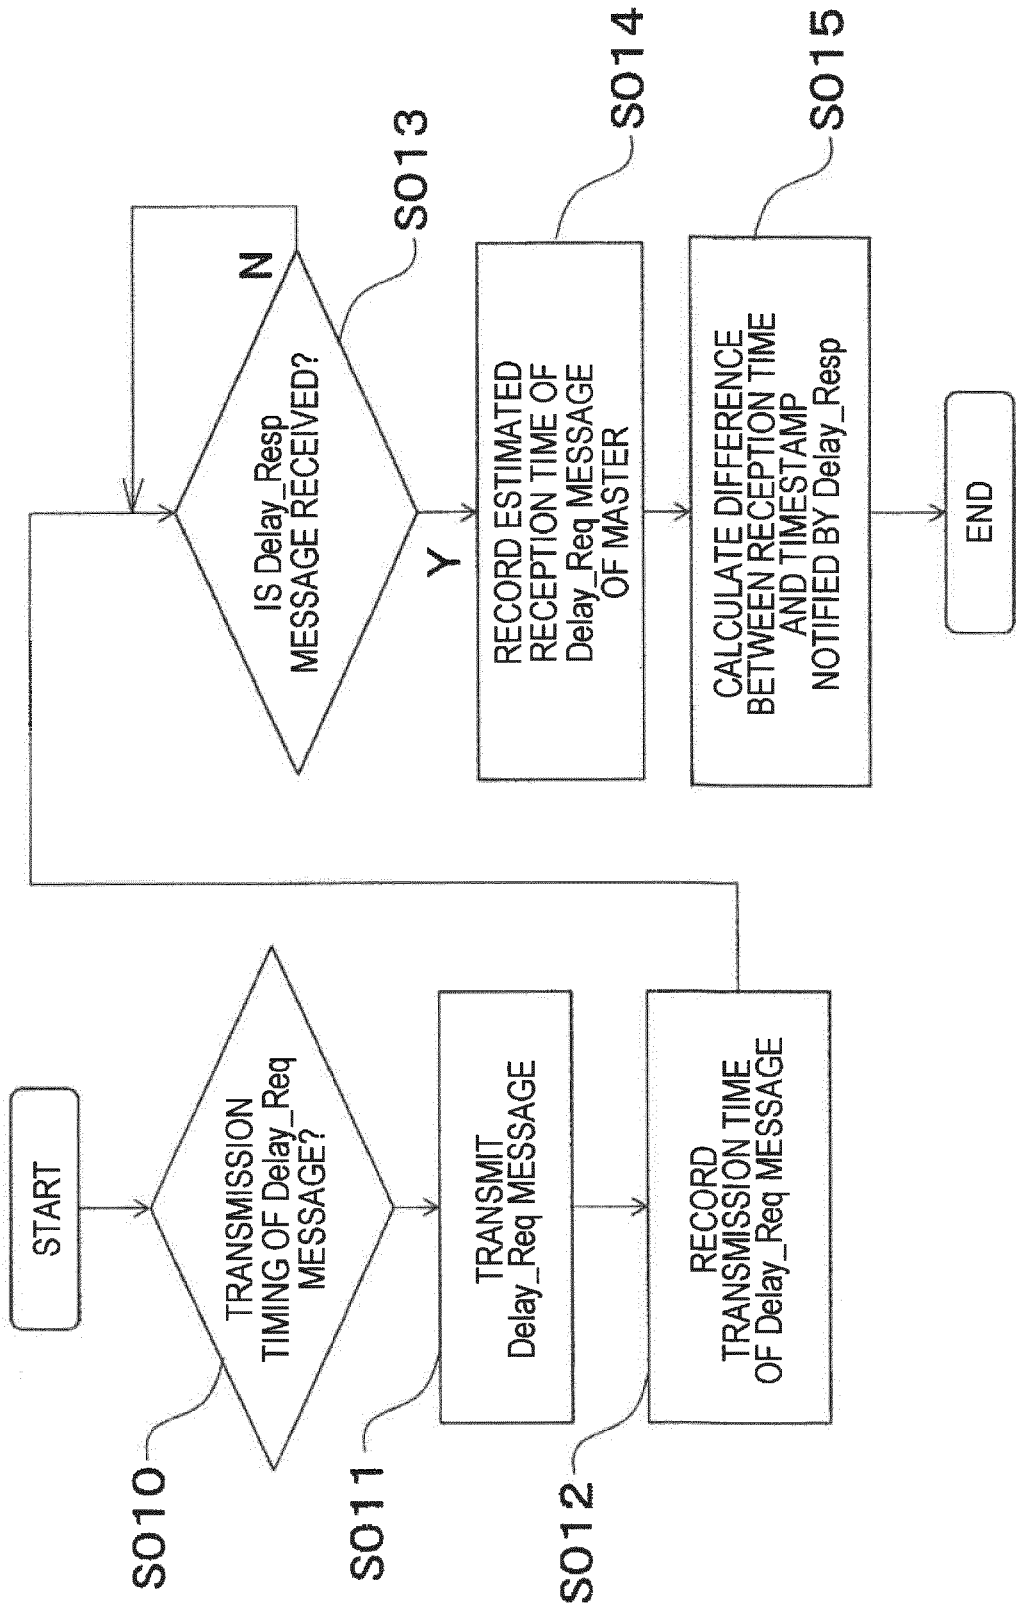 START
S010
TRANSMISSION
TIMING OF Delay_Req
MESSAGE?
S011
TRANSMIT
Delay_Req MESSAGE
S012
RECORD
TRANSMISSION TIME
OF Delay_Req MESSAGE
IS Delay_Resp
MESSAGE RECEIVED?
N
S013
Y
RECORD ESTIMATED
RECEPTION TIME OF
Delay_Req MESSAGE
OF MASTER
S014
CALCULATE DIFFERENCE
BETWEEN RECEPTION TIME
AND TIMESTAMP
NOTIFIED BY Delay_Resp
S015
END